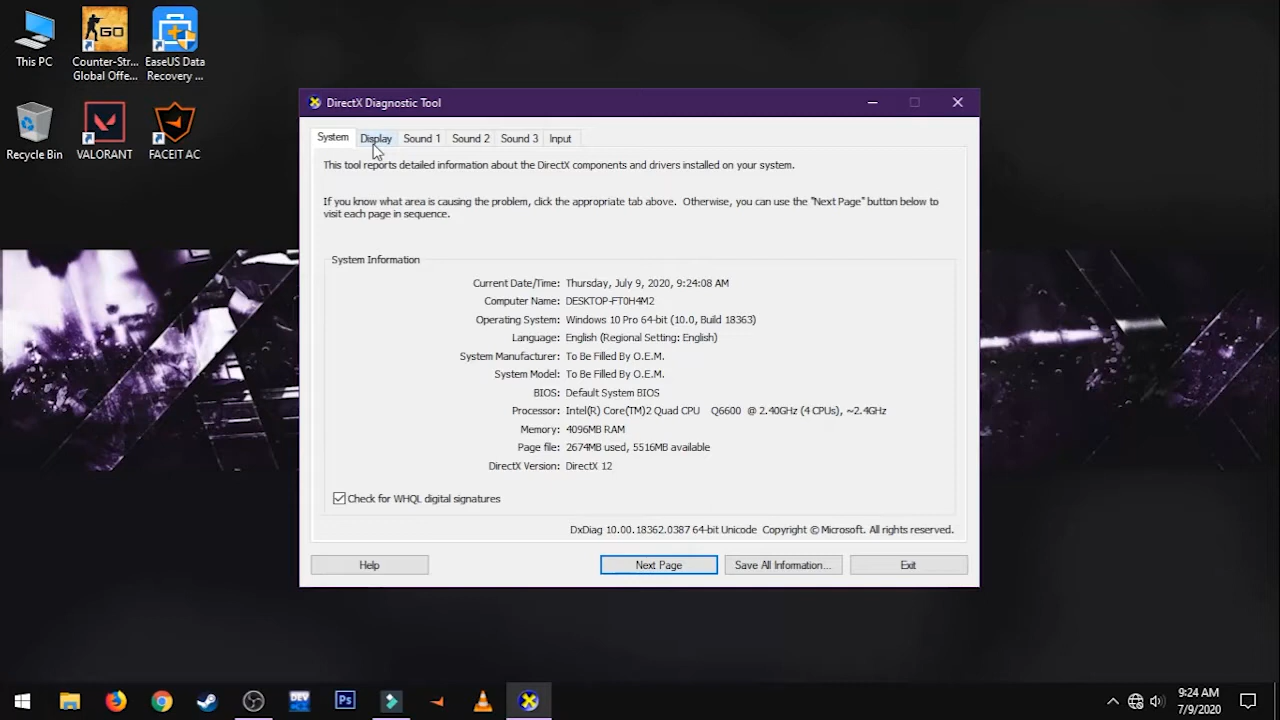 This PC
Counter-Str...
Global Offe...
EaseUS Data
Recovery ...
Recycle Bin
VALORANT
FACEIT AC
DirectX Diagnostic Tool
System Display Sound 1 Sound 2 Sound 3 Input
This tool reports detailed information about the DirectX components and drivers installed on your system.
If you know what area is causing the problem, click the appropriate tab above. Otherwise, you can use the "Next Page" button below to
visit each page in sequence.
System Information
Current Date/Time: Thursday, July 9, 2020, 9:24:08 AM
Computer Name: DESKTOP-FT0H4M2
Operating System: Windows 10 Pro 64-bit (10.0, Build 18363)
Language: English (Regional Setting: English)
System Manufacturer: To Be Filled By O.E.M.
System Model: To Be Filled By O.E.M.
BIOS: Default System BIOS
Processor: Intel(R) Core(TM)2 Quad CPU Q6600 @ 2.40GHz (4 CPUs), ~2.4GHz
Memory: 4096MB RAM
Page file: 2674MB used, 5516MB available
DirectX Version: DirectX 12
Check for WHQL digital signatures
DxDiag 10.00.18362.0387 64-bit Unicode Copyright © Microsoft. All rights reserved.
Help Next Page Save All Information... Exit
GO
DEV
Ps
9:24 AM
7/9/2020